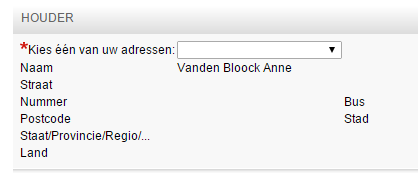 HOUDER
*Kies één van uw adressen:
Naam Vanden Bloock Anne
Straat
Nummer Bus
Postcode Stad
Staat/Provincie/Regio/...
Land